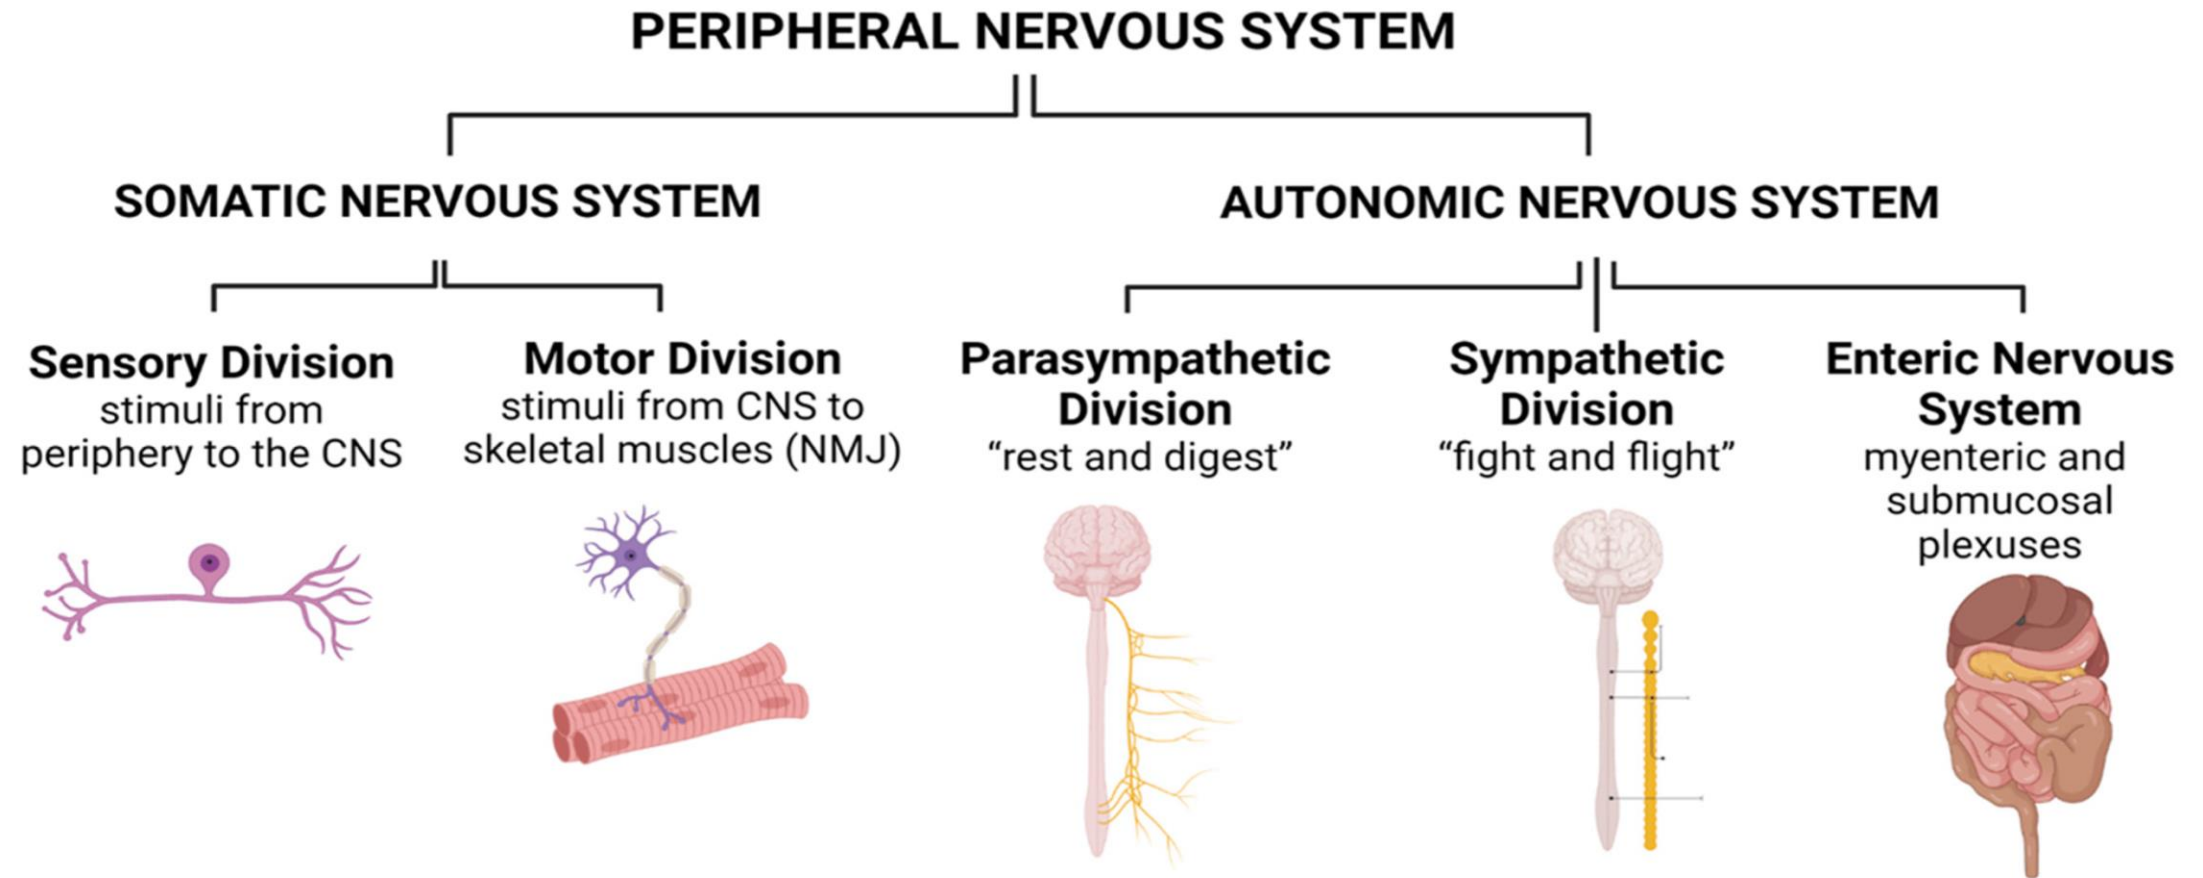 PERIPHERAL NERVOUS SYSTEM
SOMATIC NERVOUS SYSTEM
AUTONOMIC NERVOUS SYSTEM
Sensory Division
stimuli from
periphery to the CNS
Motor Division
stimuli from CNS to
skeletal muscles (NMJ)
Parasympathetic
Division
“rest and digest”
Sympathetic
Division
“fight and flight”
Enteric Nervous
System
myenteric and
submucosal
plexuses